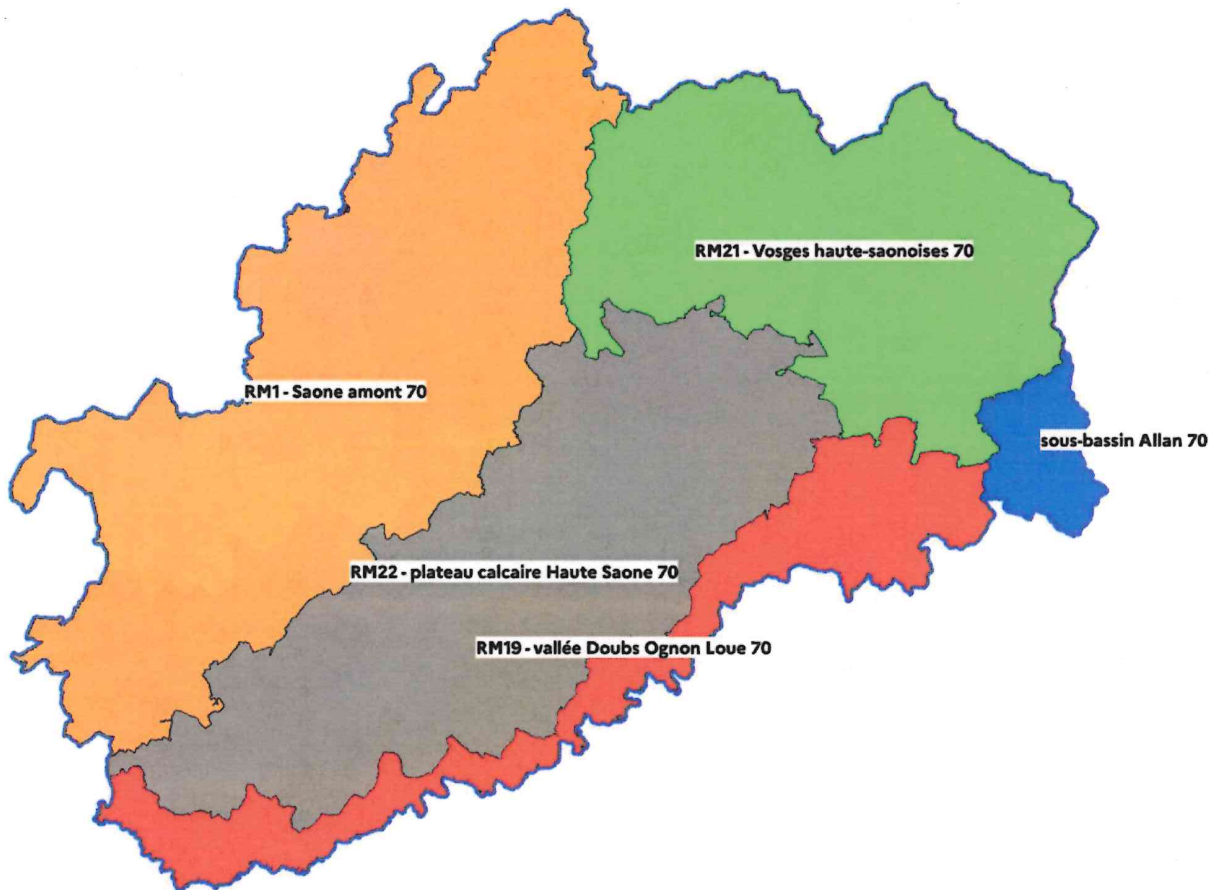 RM21 - Vosges haute-saonoises 70
RM1 - Saone amont 70
sous-bassin Allan 70
RM22 - plateau calcaire Haute Saone 70
RM19 - vallée Doubs Ognon Loue 70